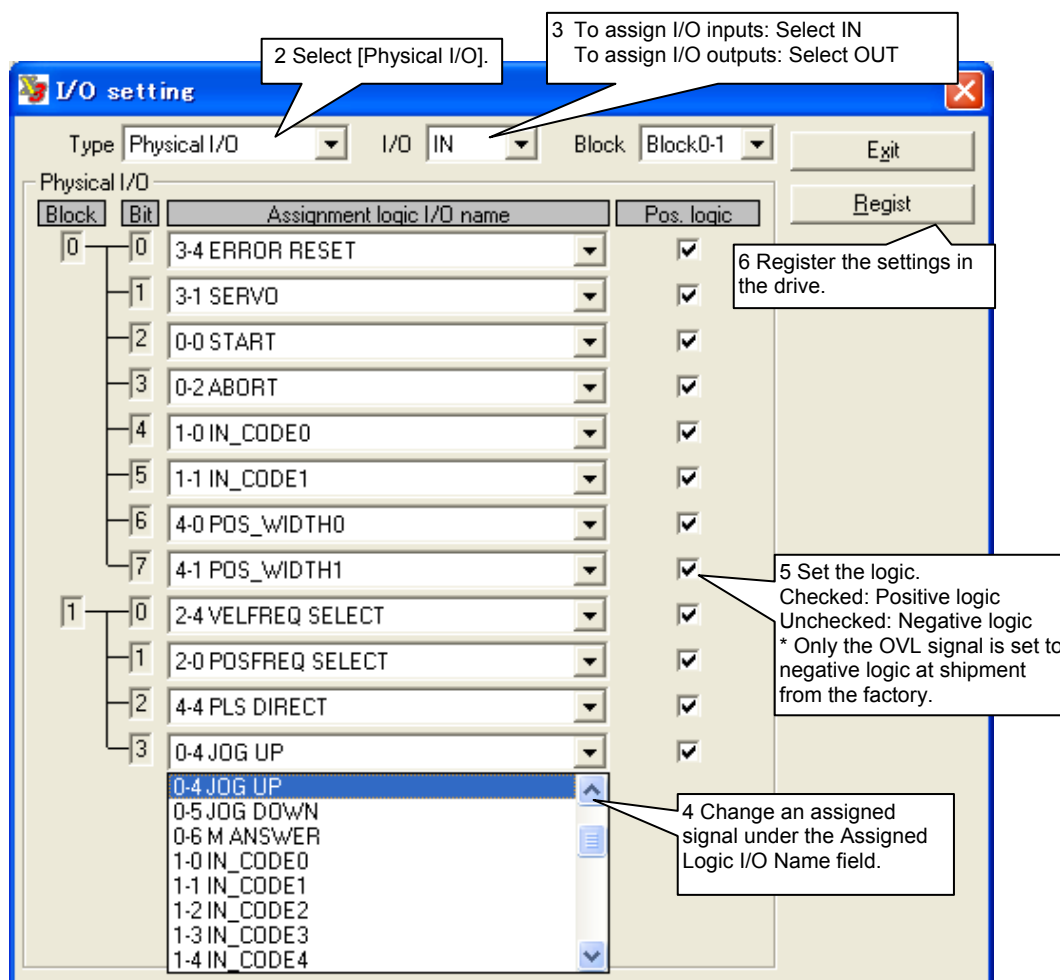 2 Select [Physical I/O].
3 To assign I/O inputs: Select IN
To assign I/O outputs: Select OUT
I/O setting
Type Physical I/O I/O IN Block Block0-1 Exit
Physical I/O
Block Bit Assignment logic I/O name Pos. logic Regist
0 0 3-4 ERROR RESET
6 Register the settings in
the drive.
1 3-1 SERVO
2 0-0 START
3 0-2 ABORT
4 1-0 IN_CODE0
5 1-1 IN_CODE1
6 4-0 POS_WIDTH0
7 4-1 POS_WIDTH1
5 Set the logic.
Checked: Positive logic
Unchecked: Negative logic
* Only the OVL signal is set to
negative logic at shipment
from the factory.
1 0 2-4 VELFREQ SELECT
1 2-0 POSFREQ SELECT
2 4-4 PLS DIRECT
3 0-4 JOG UP
0-4 JOG UP
0-5 JOG DOWN
0-6 M ANSWER
1-0 IN_CODE0
1-1 IN_CODE1
1-2 IN_CODE2
1-3 IN_CODE3
1-4 IN_CODE4
4 Change an assigned
signal under the Assigned
Logic I/O Name field.